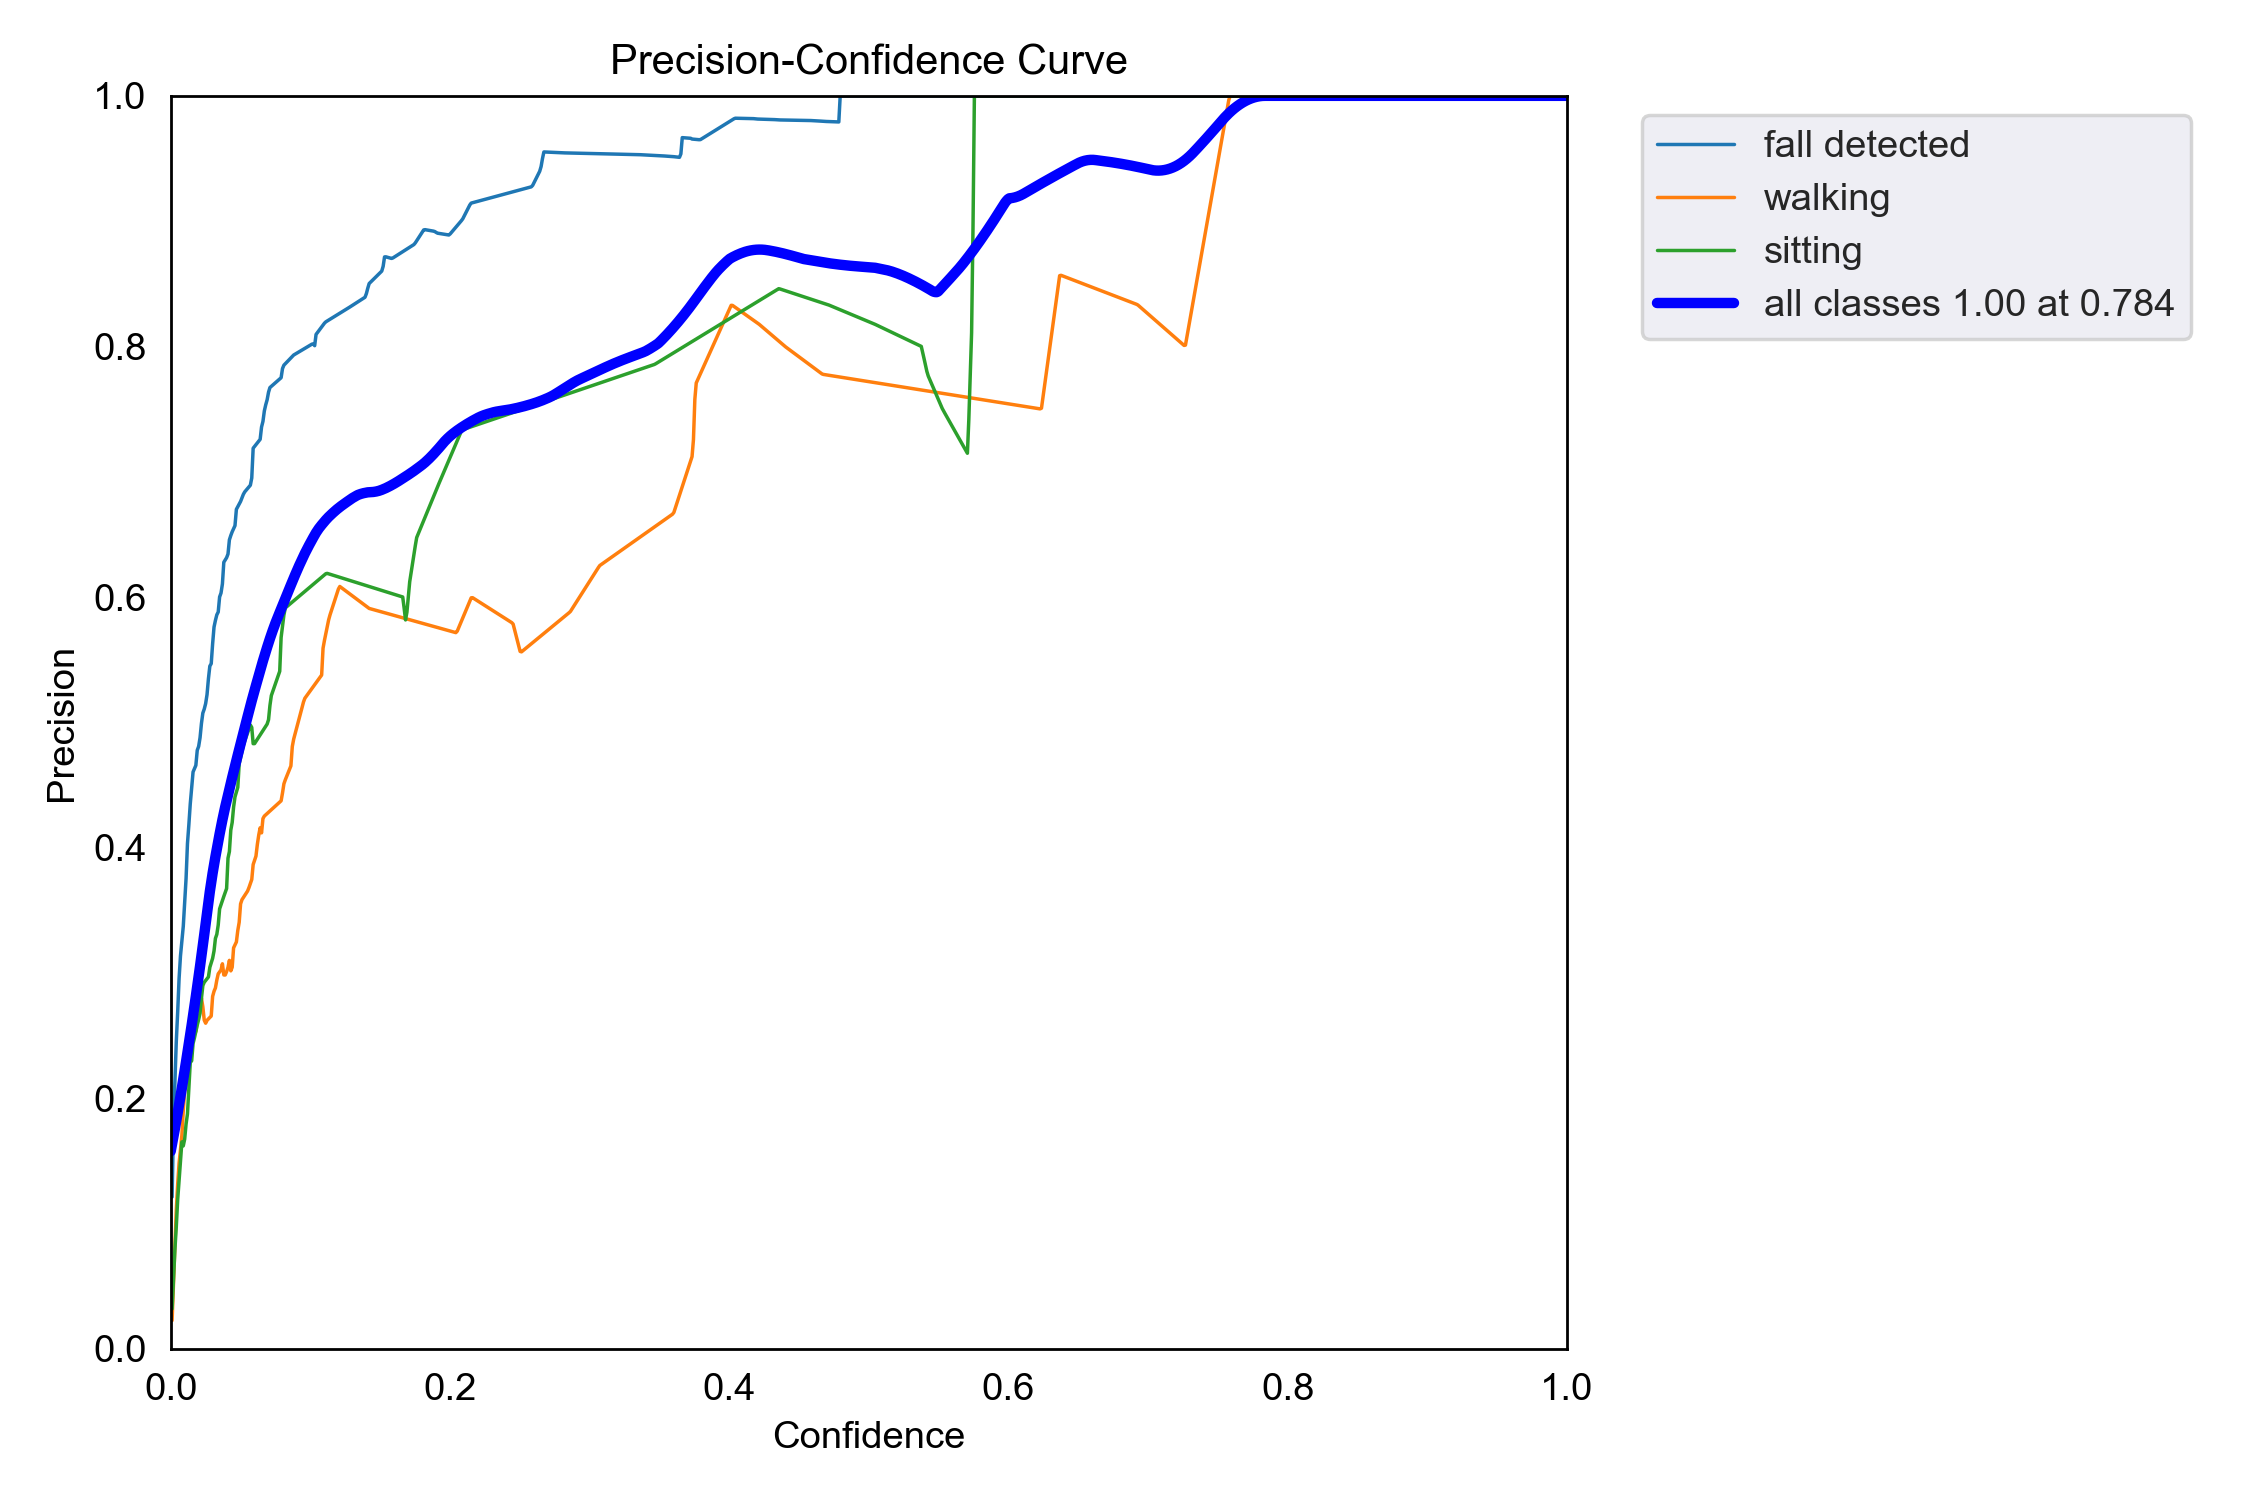 Precision-Confidence Curve
1.0
0.8
0.6
0.4
0.2
0.0
Precision
0.0 0.2 0.4 0.6 0.8 1.0
Confidence
fall detected
walking
sitting
all classes 1.00 at 0.784